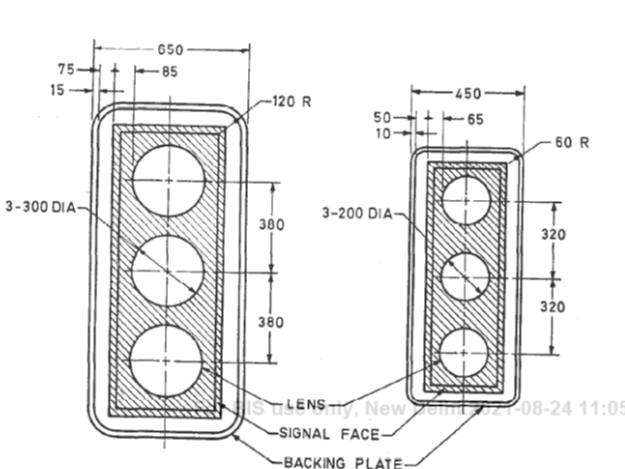 650
75
85
15
120 R
3-300 DIA
380
380
450
50
65
10
60 R
3-200 DIA
320
320
LENS
SIGNAL FACE
BACKING PLATE
BIS use only, New Delhi 2021-08-24 11:05